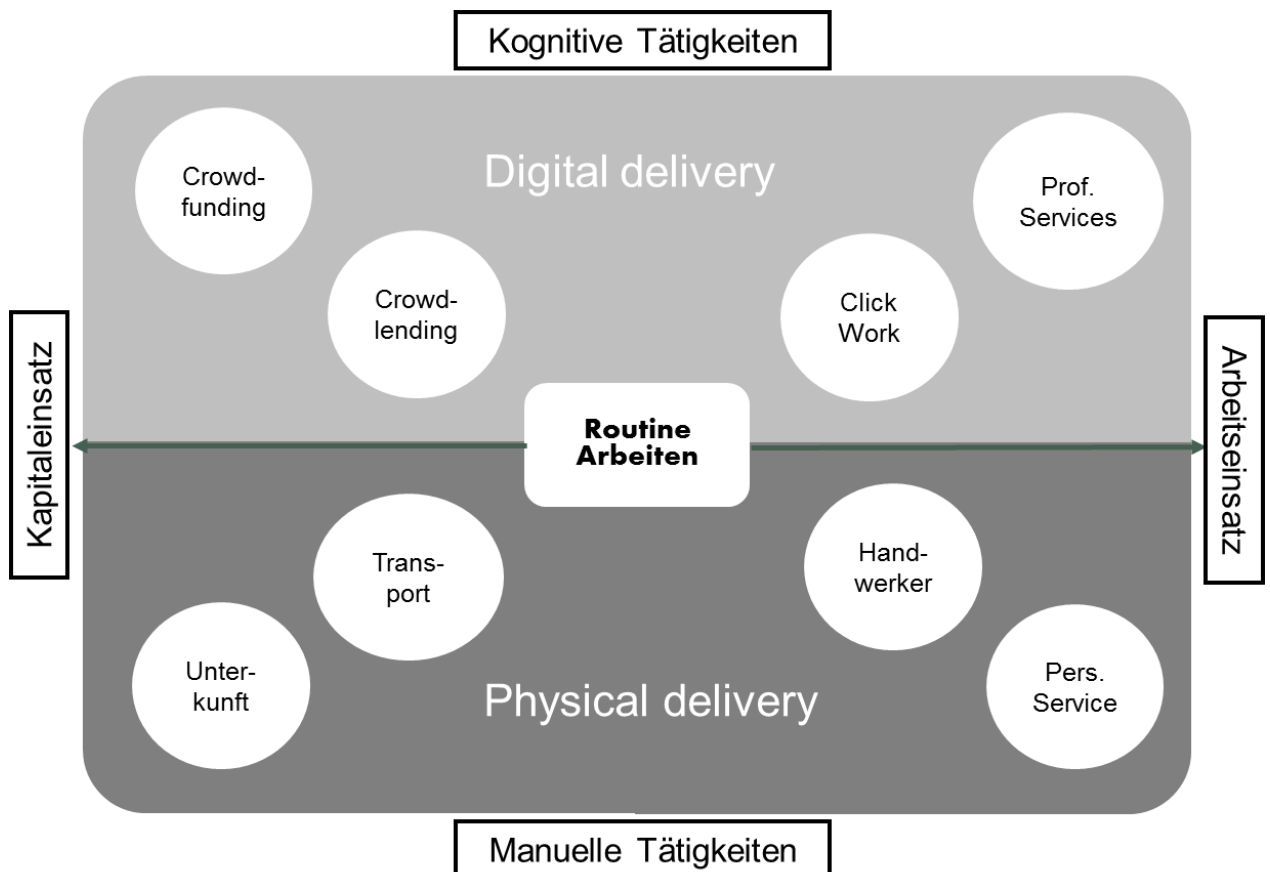 Kognitive Tätigkeiten
Digital delivery
Crowd-
funding
Prof.
Services
Crowd-
lending
Click
Work
Kapitaleinsatz
Routine
Arbeiten
Arbeitseinsatz
Trans-
port
Hand-
werker
Unter-
kunft
Physical delivery
Pers.
Service
Manuelle Tätigkeiten